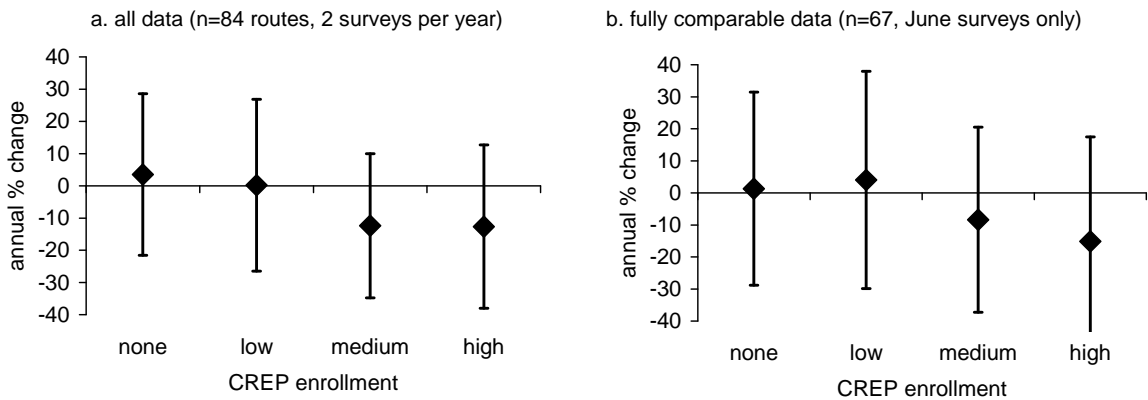 a. all data (n=84 routes, 2 surveys per year)
annual % change
40
30
20
10
0
-10
-20
-30
-40
none low medium high
CREP enrollment
b. fully comparable data (n=67, June surveys only)
annual % change
40
30
20
10
0
-10
-20
-30
-40
none low medium high
CREP enrollment